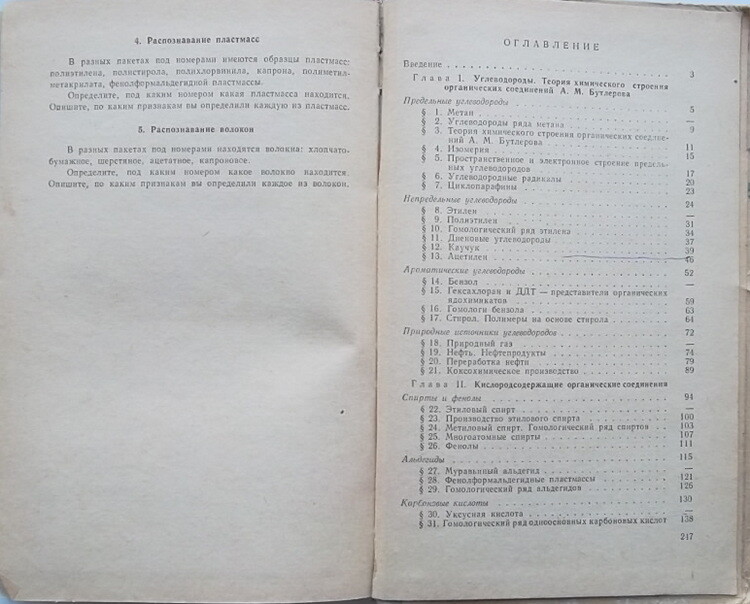 4. Распознавание пластмасс
В разных пакетах под номерами имеются образцы пластмасс:
полиэтилена, полистирола, полихлорвинила, капрона, полиметил-
метакрилата, фенолформальдегидной пластмассы.
Определите, под каким номером какая пластмасса находится.
Опишите, по каким признакам вы определили каждую из пластмасс.
5. Распознавание волокон
В разных пакетах под номерами находятся волокна: хлопчато-
бумажное, шерстяное, ацетатное, капроновое.
Определите, под каким номером какое волокно находится.
Опишите, по каким признакам вы определили каждое из волокон.
ОГЛАВЛЕНИЕ
Введение 3
Глава I. Углеводороды. Теория химического строения
органических соединений А. М. Бутлерова
Предельные углеводороды 5
§ 1. Метан —
§ 2. Углеводороды ряда метана 9
§ 3. Теория химического строения органических соедине-
ний А. М. Бутлерова 11
§ 4. Изомерия 15
§ 5. Пространственное и электронное строение предель-
ных углеводородов 17
§ 6. Углеводородные радикалы 20
§ 7. Циклопарафины 23
Непредельные углеводороды 24
§ 8. Этилен —
§ 9. Полиэтилен 31
§ 10. Гомологический ряд этилена 34
§ 11. Диеновые углеводороды 37
§ 12. Каучук 39
§ 13. Ацетилен 46
Ароматические углеводороды 52
§ 14. Бензол —
§ 15. Гексахлоран и ДДТ — представители органических
ядохимикатов 59
§ 16. Гомологи бензола 63
§ 17. Стирол. Полимеры на основе стирола 64
Природные источники углеводородов 72
§ 18. Природный газ —
§ 19. Нефть. Нефтепродукты 74
§ 20. Переработка нефти 79
§ 21. Коксохимическое производство 89
Глава II. Кислородсодержащие органические соединения
Спирты и фенолы 94
§ 22. Этиловый спирт —
§ 23. Производство этилового спирта 100
§ 24. Метиловый спирт. Гомологический ряд спиртов 103
§ 25. Многоатомные спирты 107
§ 26. Фенолы 111
Альдегиды 115
§ 27. Муравьиный альдегид —
§ 28. Фенолформальдегидные пластмассы 121
§ 29. Гомологический ряд альдегидов 126
Карбоновые кислоты 130
§ 30. Уксусная кислота —
§ 31. Гомологический ряд одноосновных карбоновых кислот 138
217